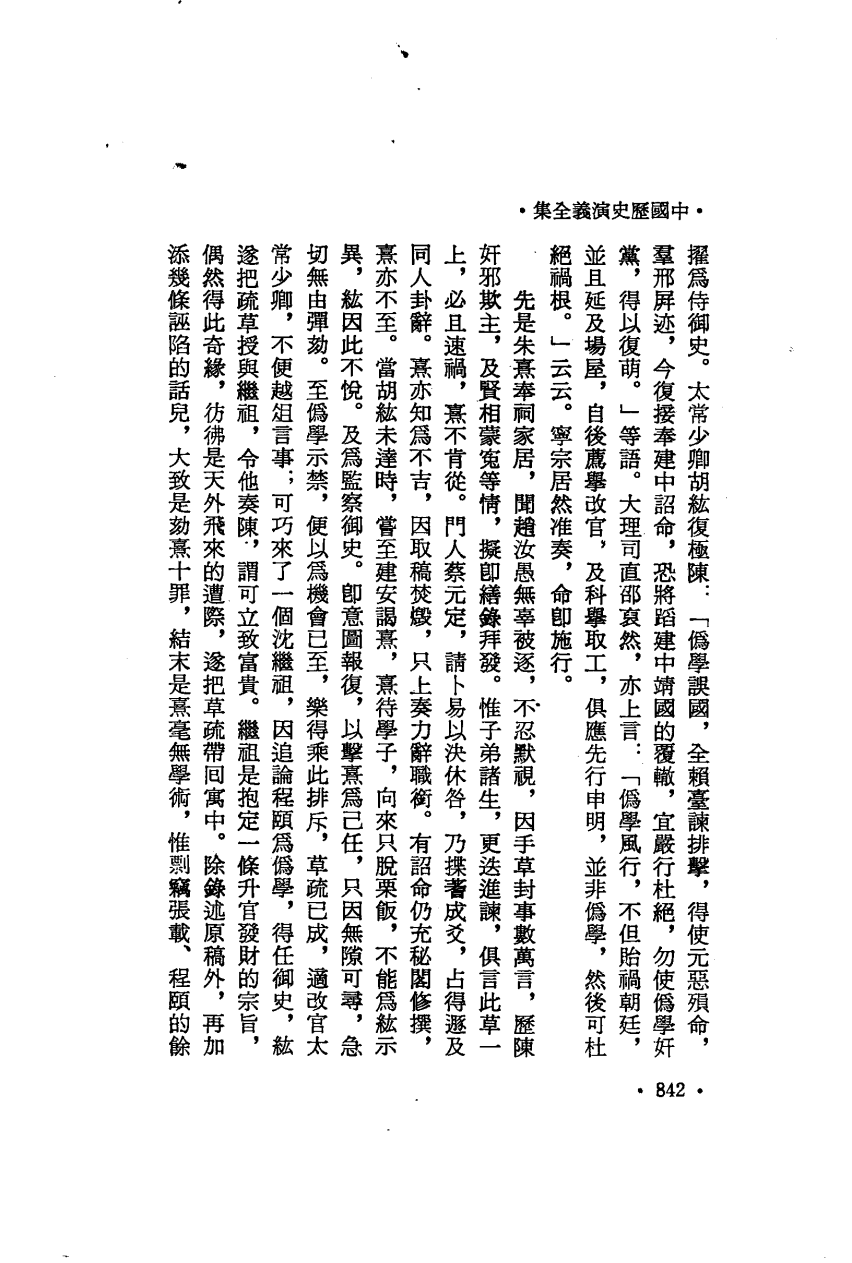 ·中國歷史演義全集·
擢爲侍御史。太常少卿胡紘復極陳：「僞學誤國，全賴臺諫排擊，得使元惡殞命，
羣邪屏迹，今復接奉建中詔命，恐將蹈建中靖國的覆轍，宜嚴行杜絕，勿使僞學奸
黨，得以復萌。」等語。大理司直邵裒然，亦上言：「僞學風行，不但貽禍朝廷，
並且延及場屋，自後薦舉改官，及科舉取工，俱應先行申明，並非僞學，然後可杜
絕禍根。」云云。寧宗居然准奏，命卽施行。
先是朱熹奉祠家居，聞趙汝愚無辜被逐，不忍默視，因手草封事數萬言，歷陳
奸邪欺主，及賢相蒙寃等情，擬卽繕錄拜發。惟子弟諸生，更迭進諫，俱言此草一
上，必且速禍，熹不肯從。門人蔡元定，請卜易以決休咎，乃揲蓍成爻，占得遯及
同人卦辭。熹亦知爲不吉，因取稿焚燬，只上奏力辭職銜。有詔命仍充秘閣修撰，
熹亦不至。當胡紘未達時，嘗至建安謁熹，熹待學子，向來只脫栗飯，不能爲紘示
異，紘因此不悅。及爲監察御史。卽意圖報復，以擊熹爲己任，只因無隙可尋，急
切無由彈劾。至僞學示禁，便以爲機會已至，樂得乘此排斥，草疏已成，適改官太
常少卿，不便越俎言事；可巧來了一個沈繼祖，因追論程頤爲僞學，得任御史，紘
遂把疏草授與繼祖，令他奏陳，謂可立致富貴。繼祖是抱定一條升官發財的宗旨，
偶然得此奇緣，彷彿是天外飛來的遭際，遂把草疏帶囘寓中。除錄述原稿外，再加
添幾條誣陷的話兒，大致是劾熹十罪，結末是熹毫無學術，惟剽竊張載、程頤的餘
·842·